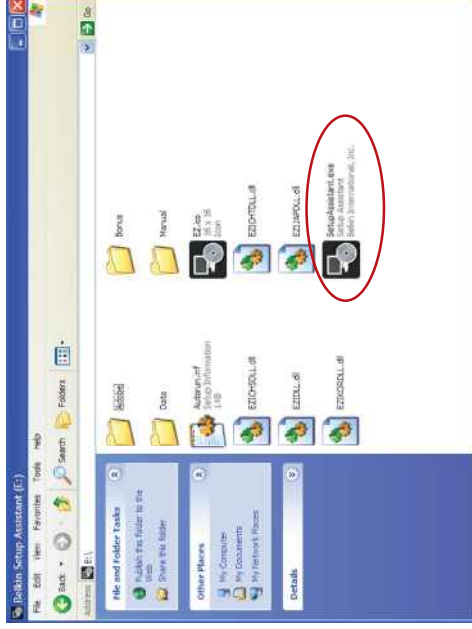 Belkin Setup Assistant (E:)
File Edit View Favorites Tools Help
Back Search Folders
Address E:\ Go
File and Folder Tasks
Publish this folder to the
Web
Share this folder
Other Places
My Computer
My Documents
My Network Places
Details
Adobe
Bonus
Data
Manual
Autorun.inf
Setup Information
1 KB
EZ.ico
16 x 16
Icon
EZICHSDLL.dll
EZICHTDLL.dll
EZIDLL.dll
EZIJAPDLL.dll
EZIKORDLL.dll
SetupAssistant.exe
Setup Assistant
Belkin International, Inc.